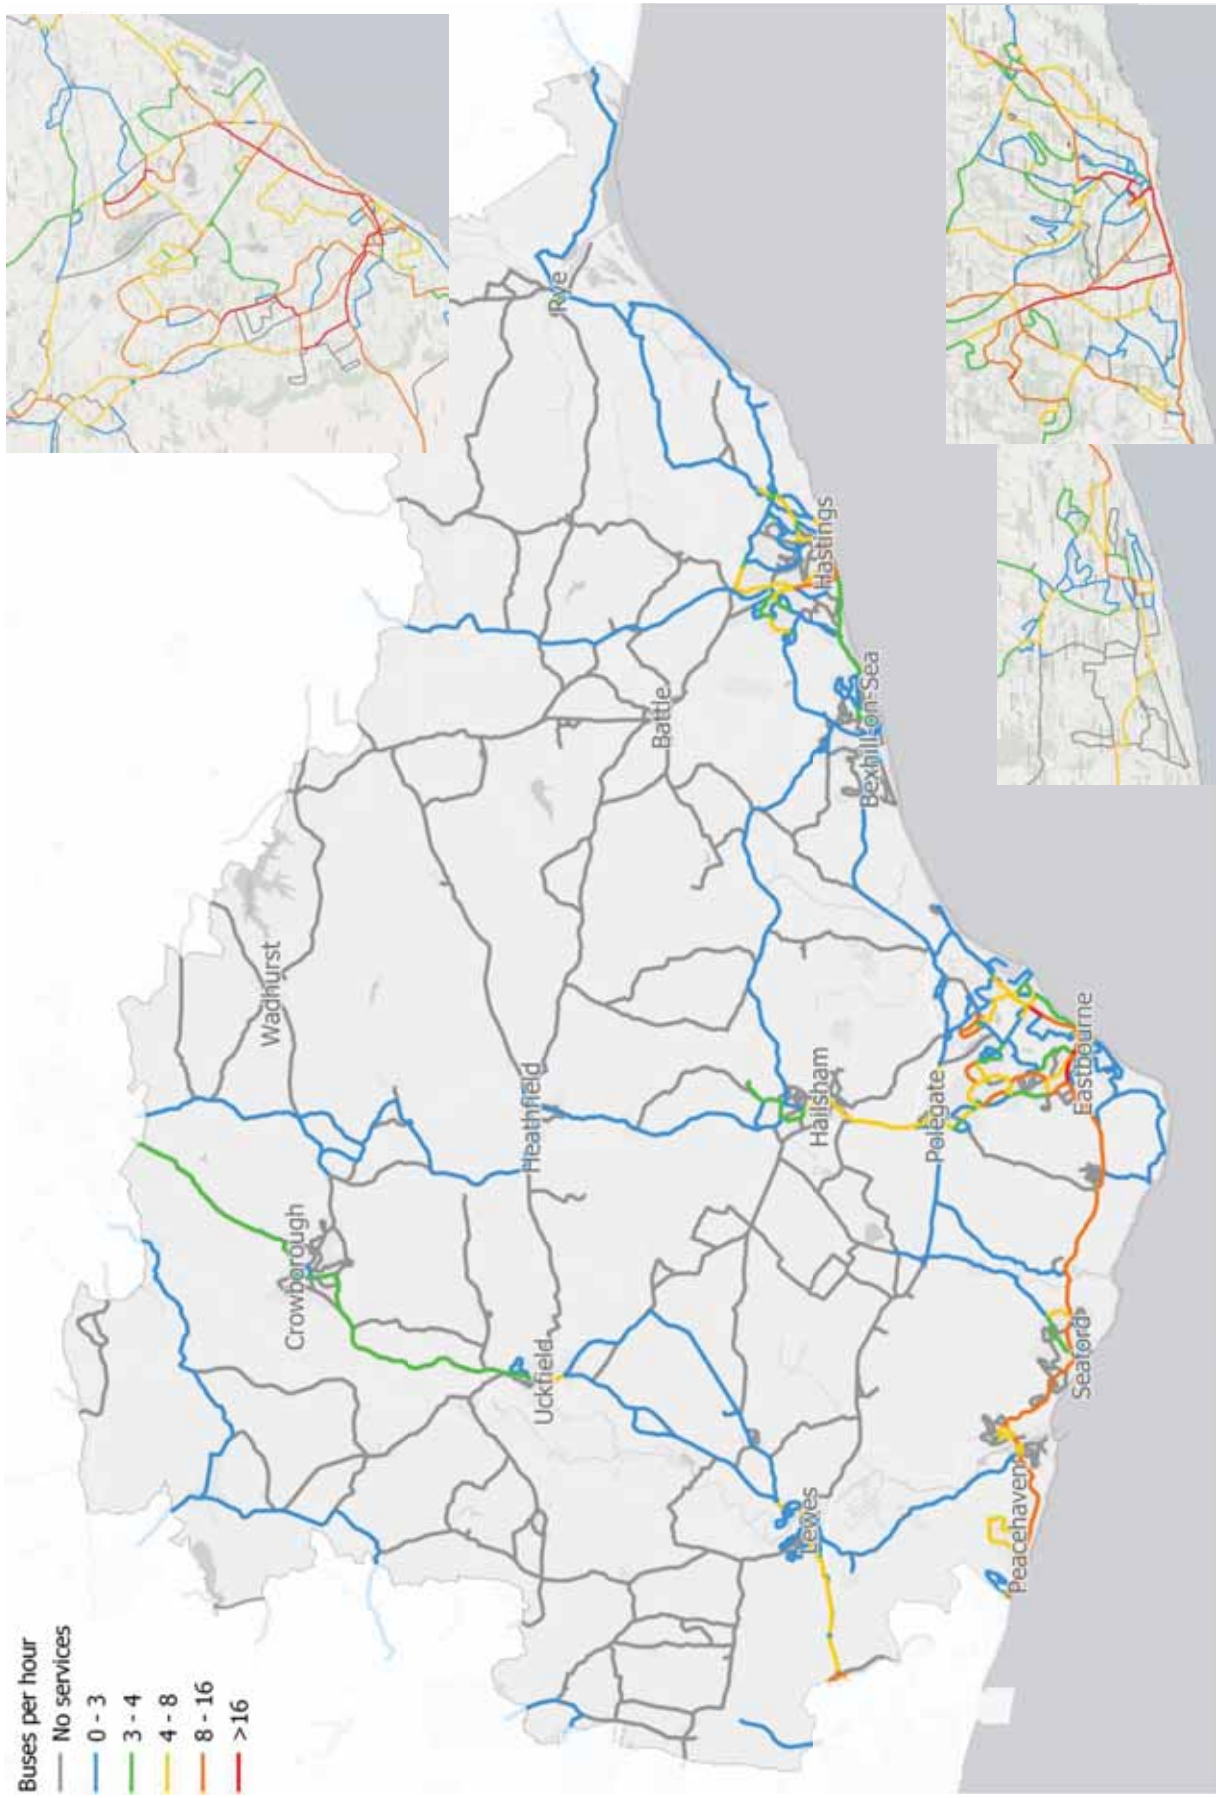 Buses per hour
No services
0 - 3
3 - 4
4 - 8
8 - 16
>16
Wadhurst
Crowborough
Rye
Heathfield
Uckfield
Battle
Hastings
Bexhill-on-Sea
Hailsham
Polegate
Eastbourne
Lewes
Seaford
Peacehaven